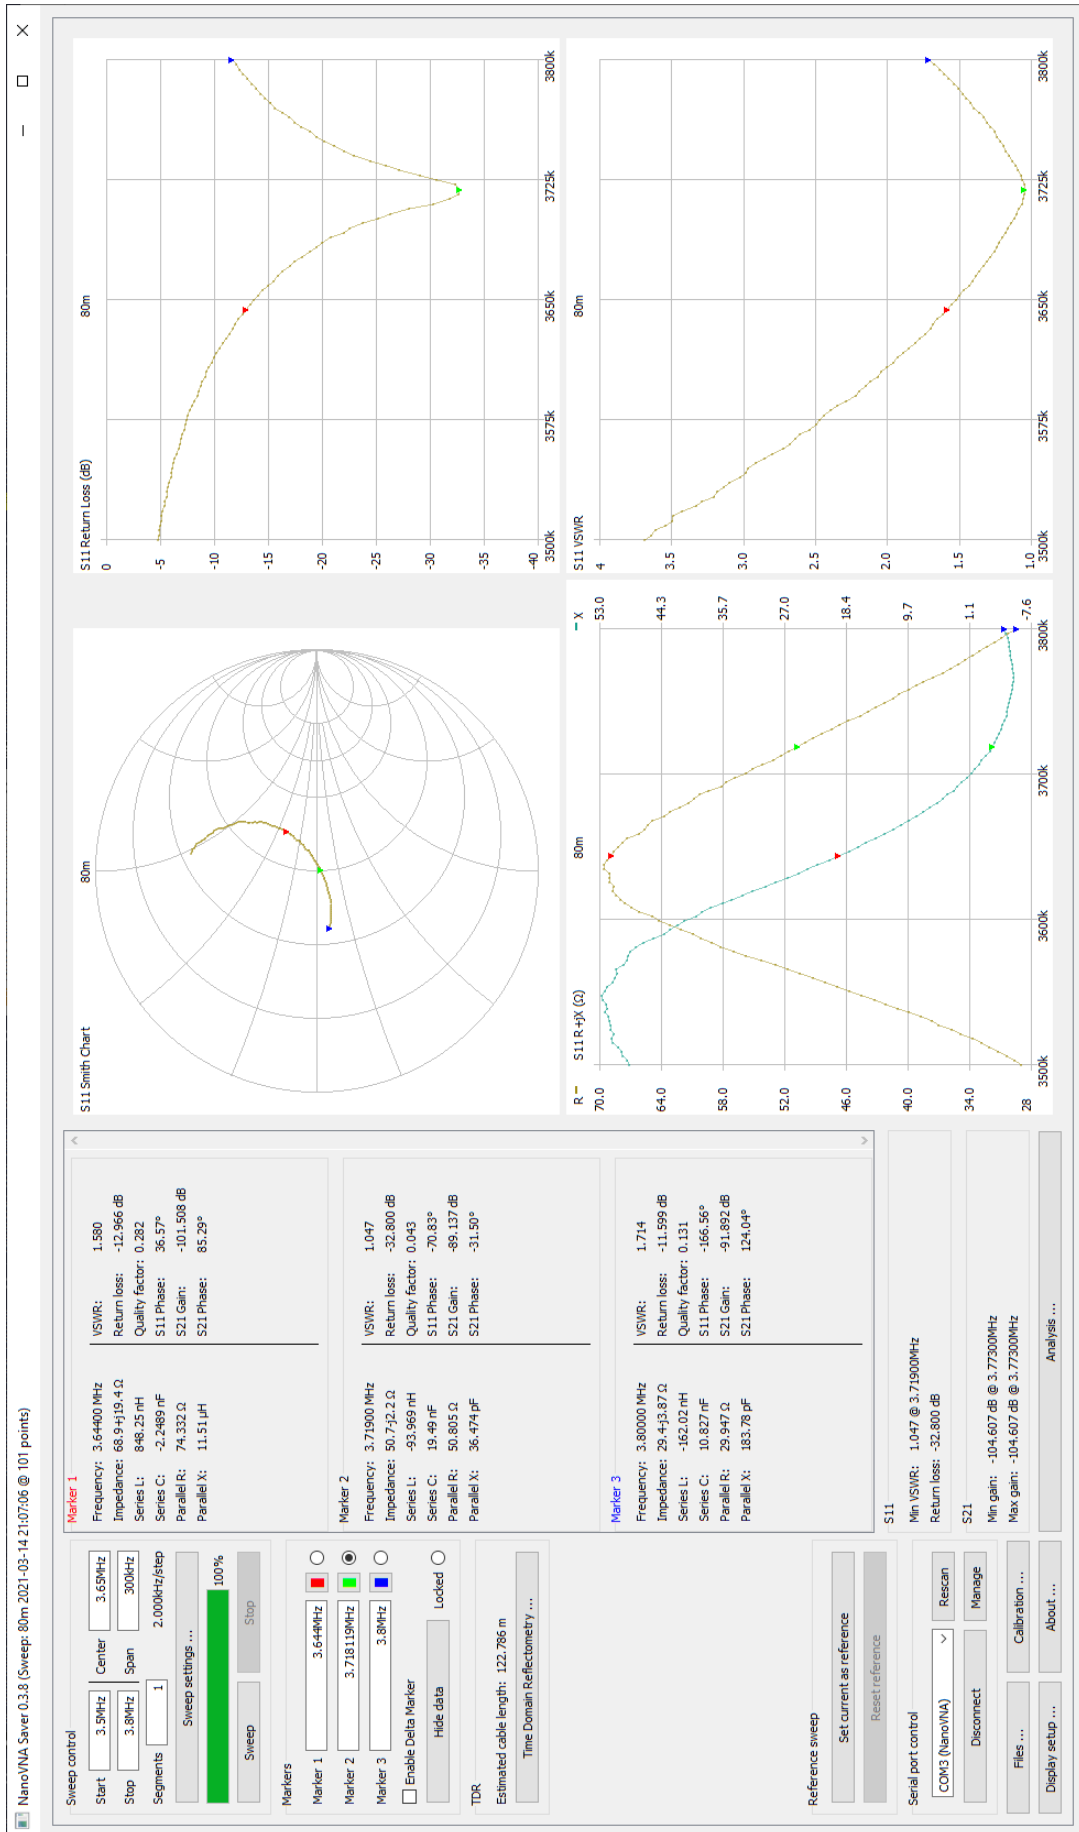 NanoVNA Saver 0.3.8 (Sweep: 80m 2021-03-14 21:07:06 @ 101 points)
Sweep control
Start 3.5MHz Center 3.65MHz
Stop 3.8MHz Span 300kHz
Segments 1 2.000kHz/step
Sweep settings ...
100%
Sweep Stop
Markers
Marker 1 3.644MHz
Marker 2 3.718119MHz
Marker 3 3.8MHz
Enable Delta Marker
Hide data Locked
TDR
Estimated cable length: 122.786 m
Time Domain Reflectometry ...
Reference sweep
Set current as reference
Reset reference
Serial port control
COM3 (NanoVNA) Rescan
Disconnect Manage
Files ... Calibration ...
Display setup ... About ...
Marker 1
Frequency: 3.64400 MHz VSWR: 1.580
Impedance: 68.9+j19.4 Ω Return loss: -12.966 dB
Series L: 848.25 nH Quality factor: 0.282
Series C: -2.2489 nF S11 Phase: 36.57°
Parallel R: 74.332 Ω S21 Gain: -101.508 dB
Parallel X: 11.51 µH S21 Phase: 85.29°
Marker 2
Frequency: 3.71900 MHz VSWR: 1.047
Impedance: 50.7-j2.2 Ω Return loss: -32.800 dB
Series L: -93.969 nH Quality factor: 0.043
Series C: 19.49 nF S11 Phase: -70.83°
Parallel R: 50.805 Ω S21 Gain: -89.137 dB
Parallel X: 36.474 pF S21 Phase: -31.50°
Marker 3
Frequency: 3.80000 MHz VSWR: 1.714
Impedance: 29.4-j3.87 Ω Return loss: -11.599 dB
Series L: -162.02 nH Quality factor: 0.131
Series C: 10.827 nF S11 Phase: -166.56°
Parallel R: 29.947 Ω S21 Gain: -91.892 dB
Parallel X: 183.78 pF S21 Phase: 124.04°
S11
Min VSWR: 1.047 @ 3.71900MHz
Return loss: -32.800 dB
S21
Min gain: -104.607 dB @ 3.77300MHz
Max gain: -104.607 dB @ 3.77300MHz
Analysis ...
S11 Smith Chart 80m
S11 Return Loss (dB) 80m
0
-5
-10
-15
-20
-25
-30
-35
-40
3500k 3575k 3650k 3725k 3800k
R S11 R+jX (Ω) 80m X
70.0 53.0
64.0 44.3
58.0 35.7
52.0 27.0
46.0 18.4
40.0 9.7
34.0 1.1
28 -7.6
3500k 3600k 3700k 3800k
S11 VSWR 80m
4
3.5
3.0
2.5
2.0
1.5
1.0
3500k 3575k 3650k 3725k 3800k